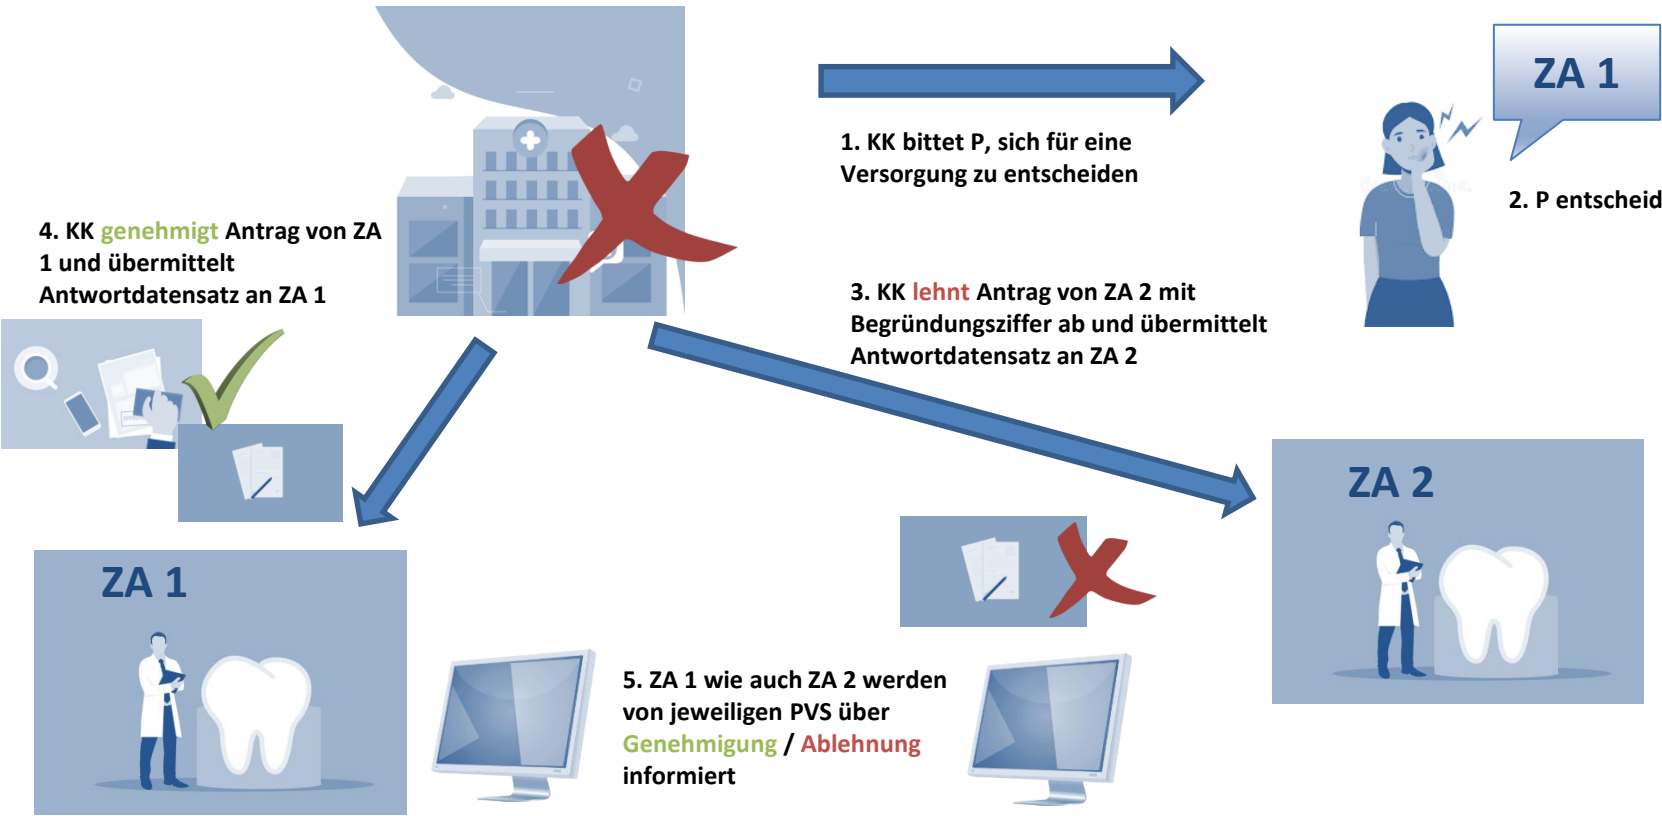 ZA 1
1. KK bittet P, sich für eine
Versorgung zu entscheiden
2. P entscheid
3. KK lehnt Antrag von ZA 2 mit
Begründungsziffer ab und übermittelt
Antwortdatensatz an ZA 2
4. KK genehmigt Antrag von ZA
1 und übermittelt
Antwortdatensatz an ZA 1
ZA 2
ZA 1
5. ZA 1 wie auch ZA 2 werden
von jeweiligen PVS über
Genehmigung / Ablehnung
informiert